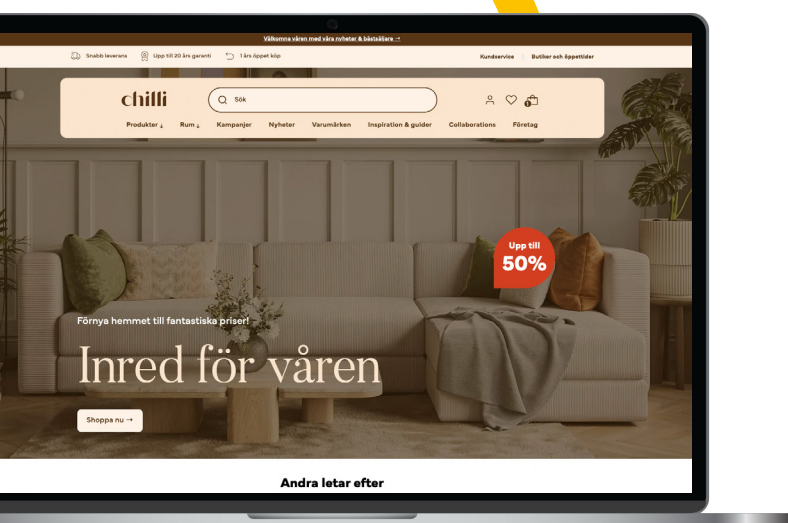 Välkomna våren med våra nyheter & bästsäljare →
Snabb leverans Upp till 20 års garanti 1 års öppet köp Kundservice Butiker och öppettider
chilli Sök 1
Produkter ↓ Rum ↓ Kampanjer Nyheter Varumärken Inspiration & guider Collaborations Företag
Upp till
50%
Förnya hemmet till fantastiska priser!
Inred för våren
Shoppa nu →
Andra letar efter